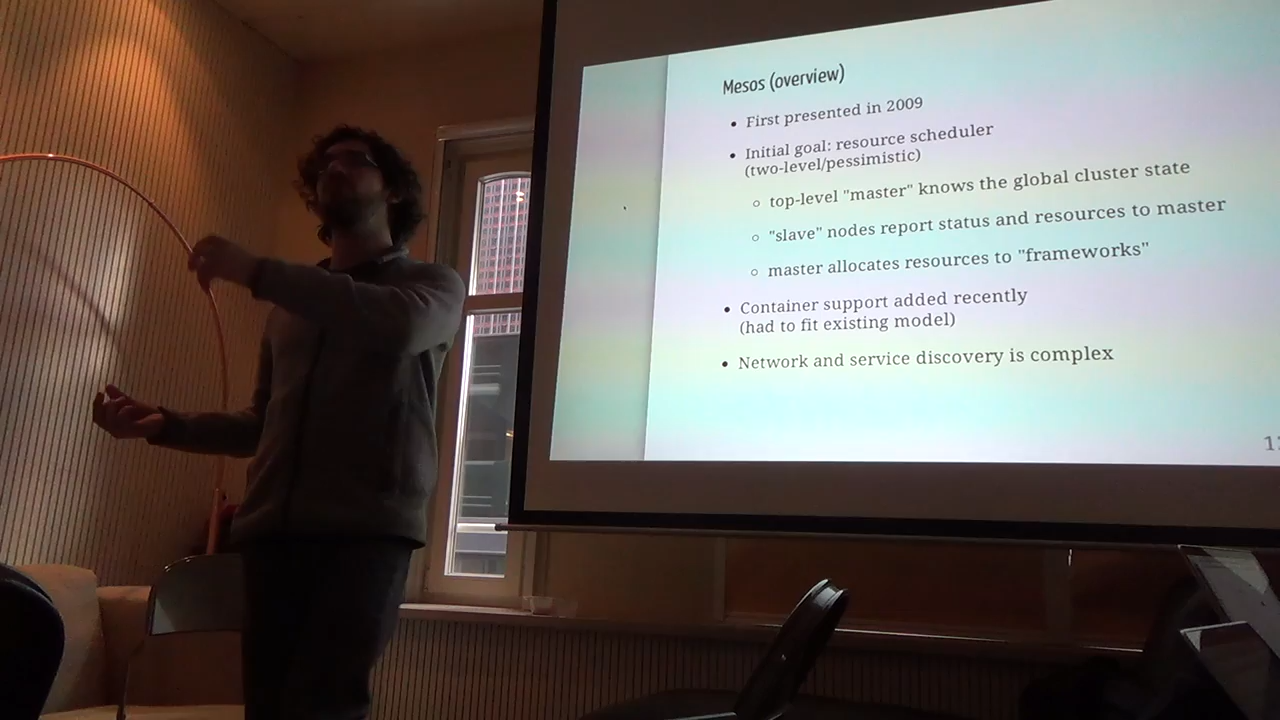 Mesos (overview)
First presented in 2009
Initial goal: resource scheduler
(two-level/pessimistic)
top-level "master" knows the global cluster state
"slave" nodes report status and resources to master
master allocates resources to "frameworks"
Container support added recently
(had to fit existing model)
Network and service discovery is complex